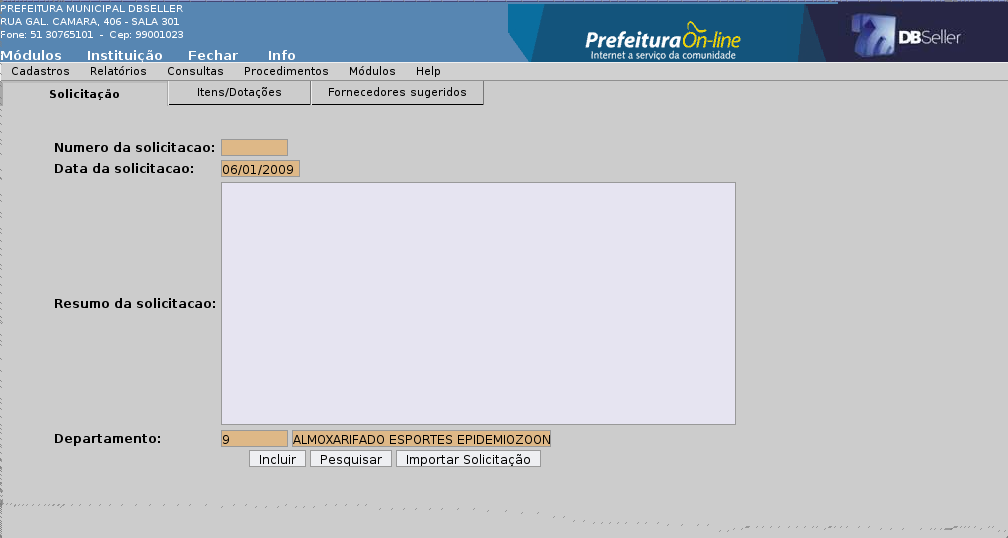 PREFEITURA MUNICIPAL DBSELLER
RUA GAL. CAMARA, 406 - SALA 301
Fone: 51 30765101 - Cep: 99001023
Módulos Instituição Fechar Info
Prefeitura On-line
Internet a serviço da comunidade
DBSeller
Cadastros Relatórios Consultas Procedimentos Módulos Help
Solicitação Itens/Dotações Fornecedores sugeridos
Numero da solicitacao:
Data da solicitacao: 06/01/2009
Resumo da solicitacao:
Departamento: 9 ALMOXARIFADO ESPORTES EPIDEMIOZOON
Incluir Pesquisar Importar Solicitação